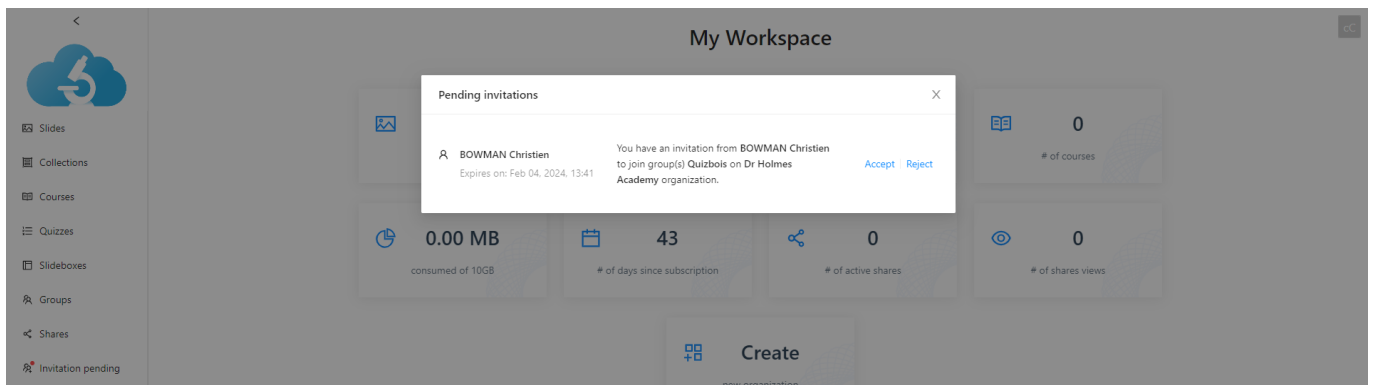 My Workspace
cC
Slides
Collections
Courses
Quizzes
Slideboxes
Groups
Shares
Invitation pending
Pending invitations
BOWMAN Christien
Expires on: Feb 04, 2024, 13:41
You have an invitation from BOWMAN Christien
to join group(s) Quizbois on Dr Holmes
Academy organization.
Accept
Reject
0
# of courses
0.00 MB
consumed of 10GB
43
# of days since subscription
0
# of active shares
0
# of shares views
Create
new organization